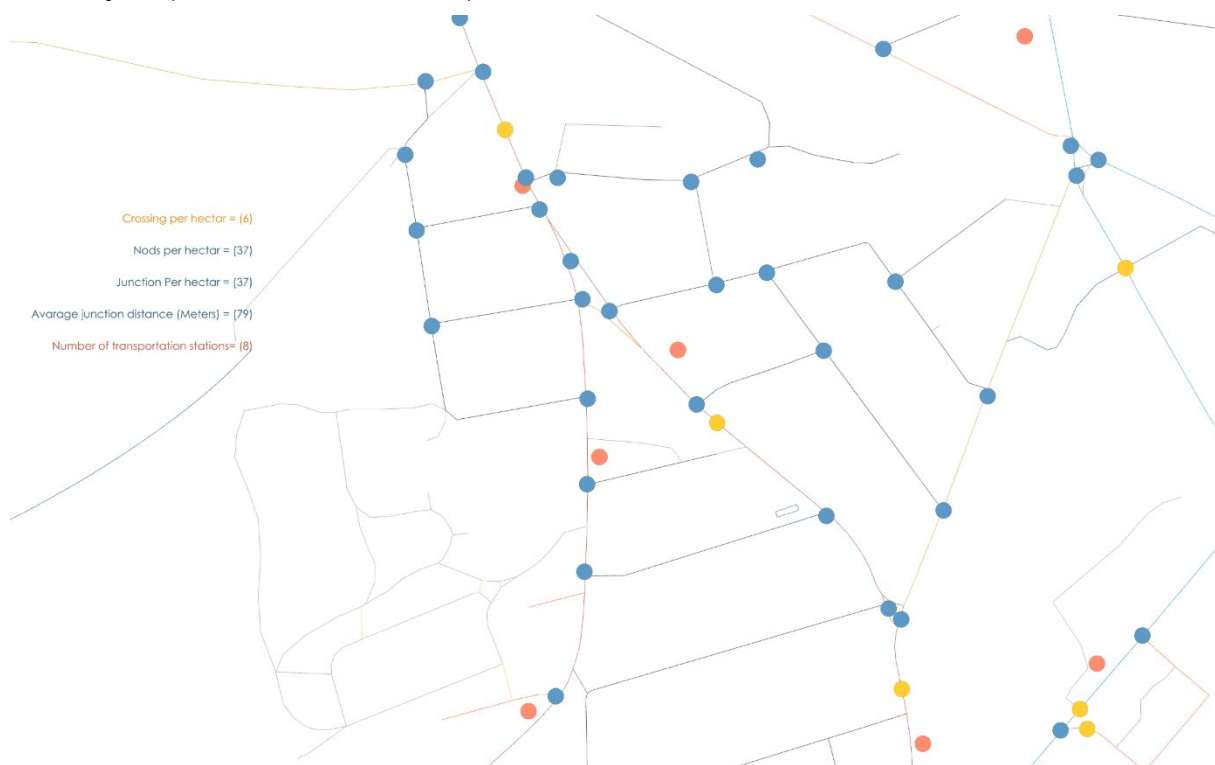 Crossing per hectar = (6)
Nods per hectar = (37)
Junction Per hectar = (37)
Avarage junction distance (Meters) = (79)
Number of transportation stations= (8)